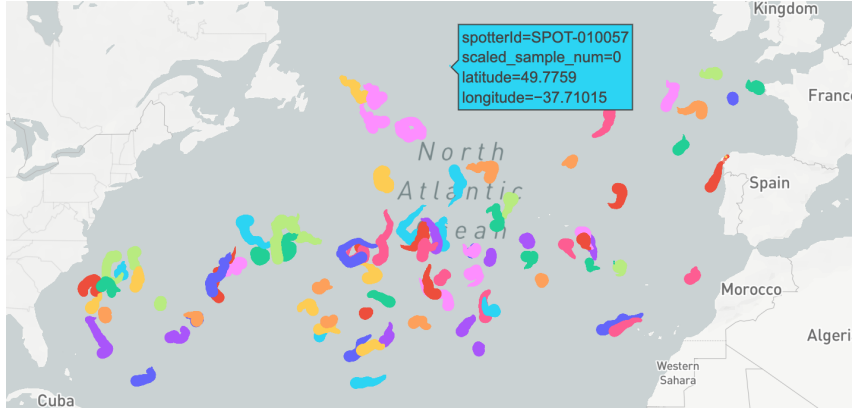 Kingdom
spotterId=SPOT-010057
scaled_sample_num=0
latitude=49.7759
longitude=−37.71015
France
North
Atlantic
Ocean
Spain
Morocco
Algeri
Western
Sahara
Cuba